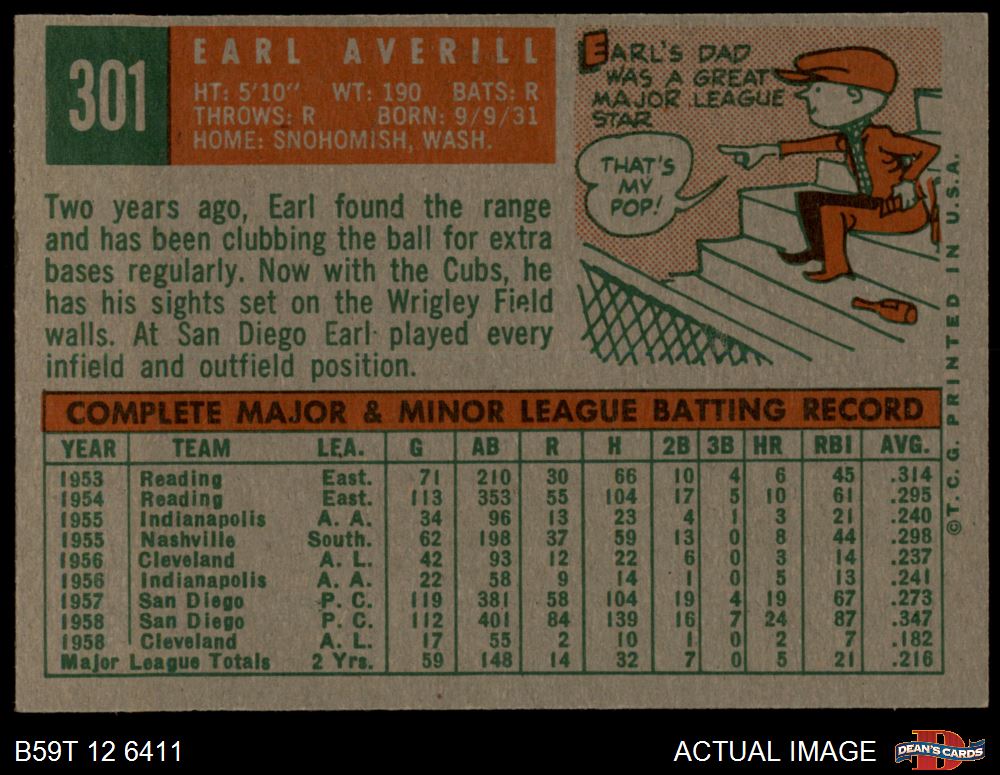 301
EARL AVERILL
HT: 5'10" WT: 190 BATS: R
THROWS: R BORN: 9/9/31
HOME: SNOHOMISH, WASH.
EARL'S DAD
WAS A GREAT
MAJOR LEAGUE
STAR
THAT'S
MY
POP!
Two years ago, Earl found the range
and has been clubbing the ball for extra
bases regularly. Now with the Cubs, he
has his sights set on the Wrigley Field
walls. At San Diego Earl played every
infield and outfield position.
COMPLETE MAJOR & MINOR LEAGUE BATTING RECORD
YEAR TEAM LEA. G AB R H 2B 3B HR RBI AVG.
1953 Reading East. 71 210 30 66 10 4 6 45 .314
1954 Reading East. 113 353 55 104 17 5 10 61 .295
1955 Indianapolis A. A. 34 96 13 23 4 1 3 21 .240
1955 Nashville South. 62 198 37 59 13 0 8 44 .298
1956 Cleveland A. L. 42 93 12 22 6 0 3 14 .237
1956 Indianapolis A. A. 22 58 9 14 1 0 5 13 .241
1957 San Diego P. C. 119 381 58 104 19 4 19 67 .273
1958 San Diego P. C. 112 401 84 139 16 7 24 87 .347
1958 Cleveland A. L. 17 55 2 10 1 0 2 7 .182
Major League Totals 2 Yrs. 59 148 14 32 7 0 5 21 .216
©T. C. G. PRINTED IN U.S.A.
B59T 12 6411
ACTUAL IMAGE
D
DEAN'S CARDS